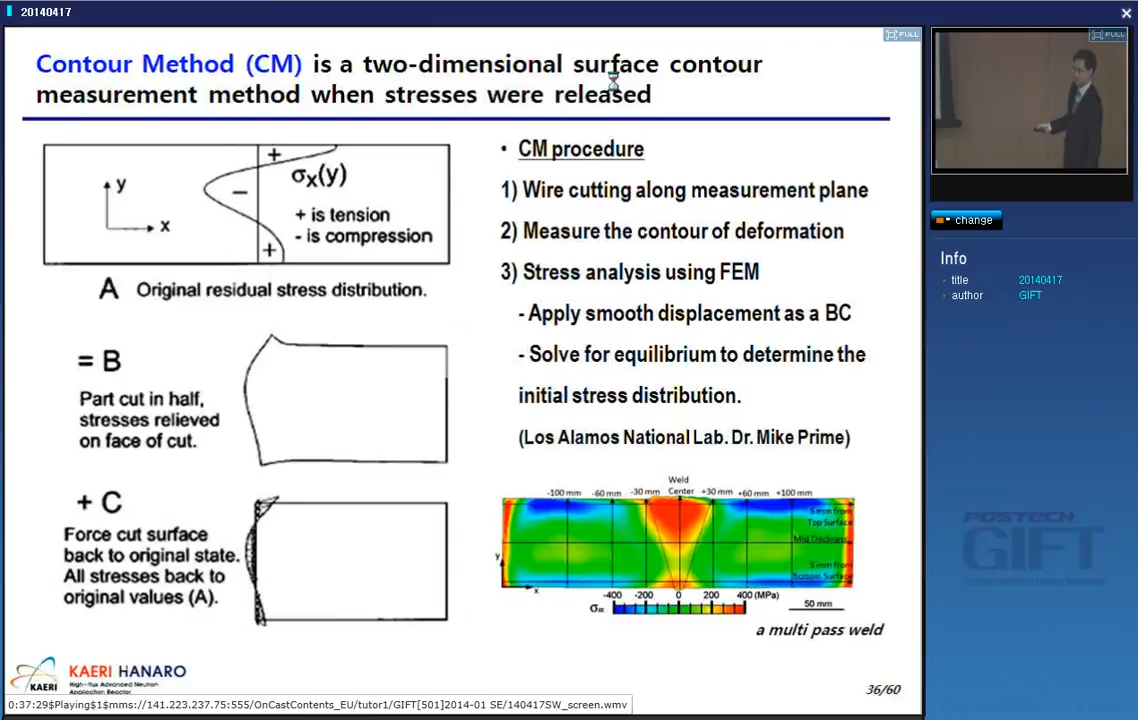 20140417
FULL
Contour Method (CM) is a two-dimensional surface contour
measurement method when stresses were released
+
σx(y)
y
−
+ is tension
x
- is compression
+
A Original residual stress distribution.
= B
Part cut in half,
stresses relieved
on face of cut.
+ C
Force cut surface
back to original state.
All stresses back to
original values (A).
• CM procedure
1) Wire cutting along measurement plane
2) Measure the contour of deformation
3) Stress analysis using FEM
- Apply smooth displacement as a BC
- Solve for equilibrium to determine the
initial stress distribution.
(Los Alamos National Lab. Dr. Mike Prime)
Weld
Center
-100 mm -60 mm -30 mm +30 mm +60 mm +100 mm
5 mm from
Top Surface
Mid Thickness
5 mm from
Bottom Surface
y
x
-400 -200 0 200 400 (MPa)
50 mm
a multi pass weld
KAERI
KAERI HANARO
High-flux Advanced Neutron
Application Reactor
36/60
0:37:29$Playing$1$mms://141.223.237.75:555/OnCastContents_EU/tutor1/GIFT[501]2014-01 SE/140417SW_screen.wmv
FULL
change
Info
title 20140417
author GIFT
POSTECH
GIFT